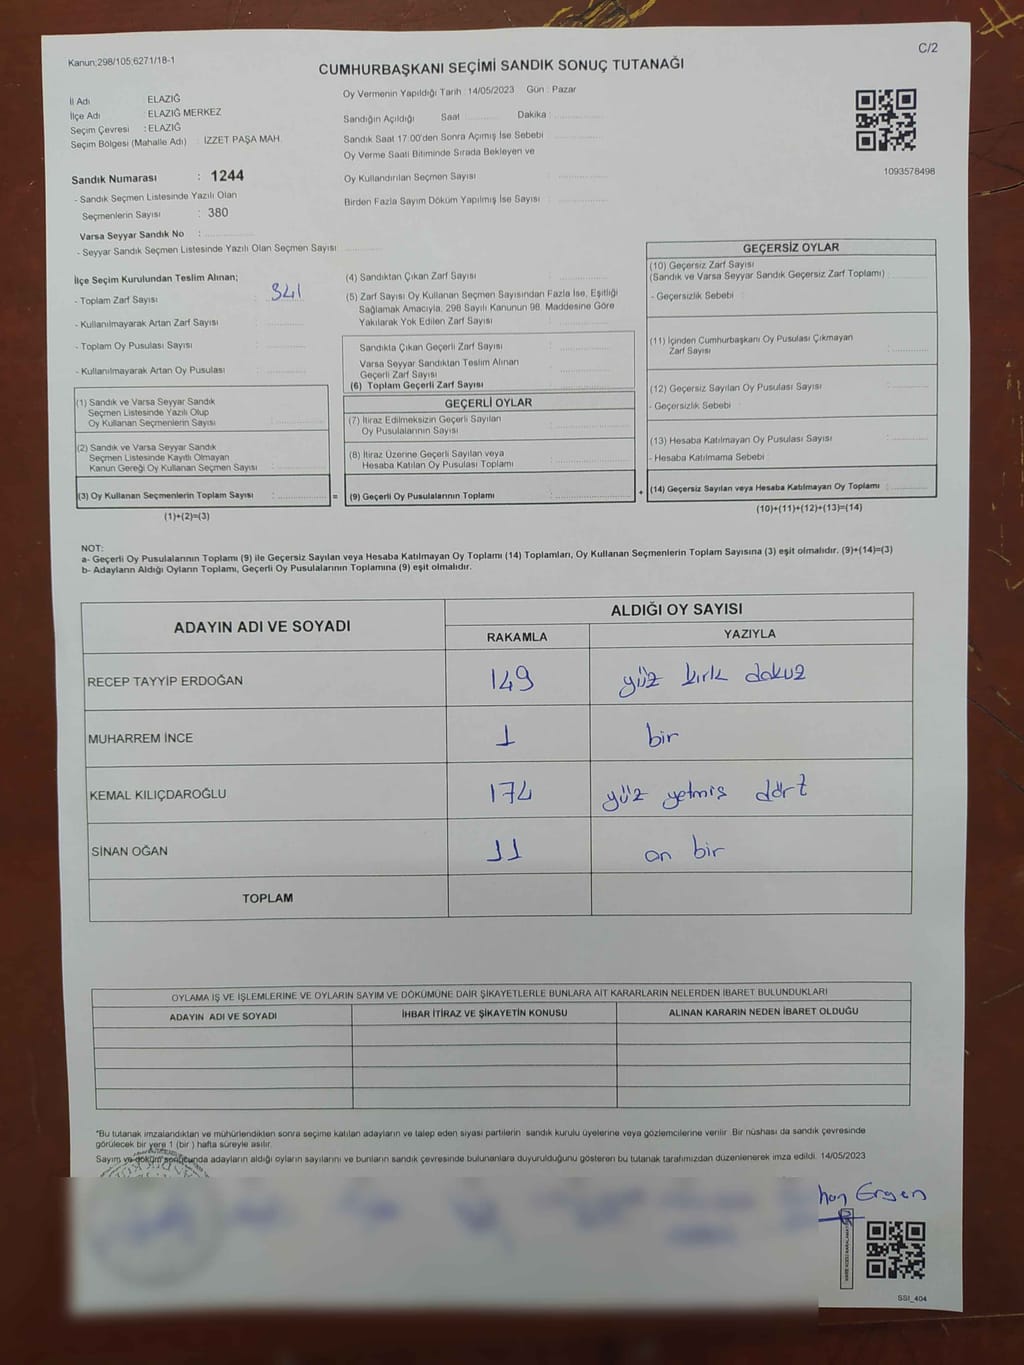 Kanun;298/105;6271/18-1
C/2
CUMHURBAŞKANI SEÇİMİ SANDIK SONUÇ TUTANAĞI
İl Adı ELAZIĞ
İlçe Adı : ELAZIĞ MERKEZ
Seçim Çevresi : ELAZIĞ
Seçim Bölgesi (Mahalle Adı) : İZZET PAŞA MAH.
Oy Vermenin Yapıldığı Tarih : 14/05/2023 Gün : Pazar
Sandığın Açıldığı Saat Dakika :
Sandık Saat 17:00'den Sonra Açımış İse Sebebi
Oy Verme Saati Bitiminde Sırada Bekleyen ve
Oy Kullandırılan Seçmen Sayısı :
Birden Fazla Sayım Döküm Yapılmış İse Sayısı :
1093578498
Sandık Numarası : 1244
- Sandık Seçmen Listesinde Yazılı Olan
Seçmenlerin Sayısı : 380
Varsa Seyyar Sandık No :
- Seyyar Sandık Seçmen Listesinde Yazılı Olan Seçmen Sayısı
İlçe Seçim Kurulundan Teslim Alınan;
- Toplam Zarf Sayısı 341
- Kullanılmayarak Artan Zarf Sayısı :
- Toplam Oy Pusulası Sayısı :
- Kullanılmayarak Artan Oy Pusulası :
(1) Sandık ve Varsa Seyyar Sandık
Seçmen Listesinde Yazılı Olup
Oy Kullanan Seçmenlerin Sayısı
(2) Sandık ve Varsa Seyyar Sandık
Seçmen Listesinde Kayıtlı Olmayan
Kanun Gereği Oy Kullanan Seçmen Sayısı
(3) Oy Kullanan Seçmenlerin Toplam Sayısı :
(1)+(2)=(3)
=
(4) Sandıktan Çıkan Zarf Sayısı
(5) Zarf Sayısı Oy Kullanan Seçmen Sayısından Fazla İse, Eşitliği
Sağlamak Amacıyla, 298 Sayılı Kanunun 98. Maddesine Göre
Yakılarak Yok Edilen Zarf Sayısı
Sandıkta Çıkan Geçerli Zarf Sayısı
Varsa Seyyar Sandıktan Teslim Alınan
Geçerli Zarf Sayısı
(6) Toplam Geçerli Zarf Sayısı
GEÇERLİ OYLAR
(7) İtiraz Edilmeksizin Geçerli Sayılan
Oy Pusulalarının Sayısı
(8) İtiraz Üzerine Geçerli Sayılan veya
Hesaba Katılan Oy Pusulası Toplamı
(9) Geçerli Oy Pusulalarının Toplamı :
+
GEÇERSİZ OYLAR
(10) Geçersiz Zarf Sayısı
(Sandık ve Varsa Seyyar Sandık Geçersiz Zarf Toplamı)
- Geçersizlik Sebebi
(11) İçinden Cumhurbaşkanı Oy Pusulası Çıkmayan
Zarf Sayısı
(12) Geçersiz Sayılan Oy Pusulası Sayısı :
- Geçersizlik Sebebi
(13) Hesaba Katılmayan Oy Pusulası Sayısı
- Hesaba Katılmama Sebebi
(14) Geçersiz Sayılan veya Hesaba Katılmayan Oy Toplamı :
(10)+(11)+(12)+(13)=(14)
NOT:
a- Geçerli Oy Pusulalarının Toplamı (9) ile Geçersiz Sayılan veya Hesaba Katılmayan Oy Toplamı (14) Toplamları, Oy Kullanan Seçmenlerin Toplam Sayısına (3) eşit olmalıdır. (9)+(14)=(3)
b- Adayların Aldığı Oyların Toplamı, Geçerli Oy Pusulalarının Toplamına (9) eşit olmalıdır.
ADAYIN ADI VE SOYADI ALDIĞI OY SAYISI
RAKAMLA YAZIYLA
RECEP TAYYİP ERDOĞAN 149 yüz kırk dokuz
MUHARREM İNCE 1 bir
KEMAL KILIÇDAROĞLU 174 yüz yetmiş dört
SİNAN OĞAN 11 on bir
TOPLAM
OYLAMA İŞ VE İŞLEMLERİNE VE OYLARIN SAYIM VE DÖKÜMÜNE DAİR ŞİKAYETLERLE BUNLARA AİT KARARLARIN NELERDEN İBARET BULUNDUKLARI
ADAYIN ADI VE SOYADI İHBAR İTİRAZ VE ŞİKAYETİN KONUSU ALINAN KARARIN NEDEN İBARET OLDUĞU
*Bu tutanak imzalandıktan ve mühürlendikten sonra seçime katılan adayların ve talep eden siyasi partilerin sandık kurulu üyelerine veya gözlemcilerine verilir. Bir nüshası da sandık çevresinde
görülecek bir yere 1 (bir) hafta süreyle asılır.
Sayım ve döküm sonucunda adayların aldığı oyların sayılarını ve bunların sandık çevresinde bulunanlara duyurulduğunu gösteren bu tutanak tarafımızdan düzenlenerek imza edildi. 14/05/2023
han Ergen
SSI_404